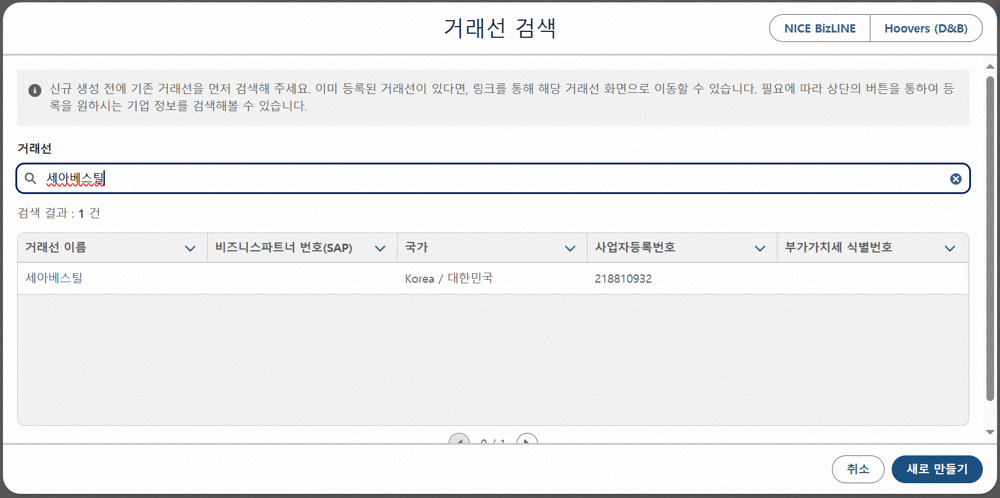 거래선 검색
NICE BizLINE
Hoovers (D&B)
신규 생성 전에 기존 거래선을 먼저 검색해 주세요. 이미 등록된 거래선이 있다면, 링크를 통해 해당 거래선 화면으로 이동할 수 있습니다. 필요에 따라 상단의 버튼을 통하여 등
록을 원하시는 기업 정보를 검색해볼 수 있습니다.
거래선
세아베스틸
검색 결과 : 1 건
거래선 이름 비즈니스파트너 번호(SAP) 국가 사업자등록번호 부가가치세 식별번호
세아베스틸 Korea / 대한민국 218810932
0 / 1
취소
새로 만들기